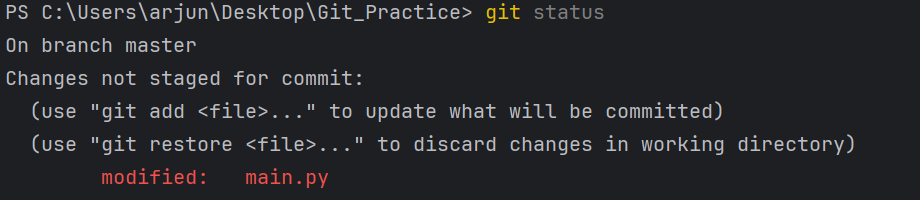 PS C:\Users\arjun\Desktop\Git_Practice> git status
On branch master
Changes not staged for commit:
  (use "git add <file>..." to update what will be committed)
  (use "git restore <file>..." to discard changes in working directory)
        modified:   main.py